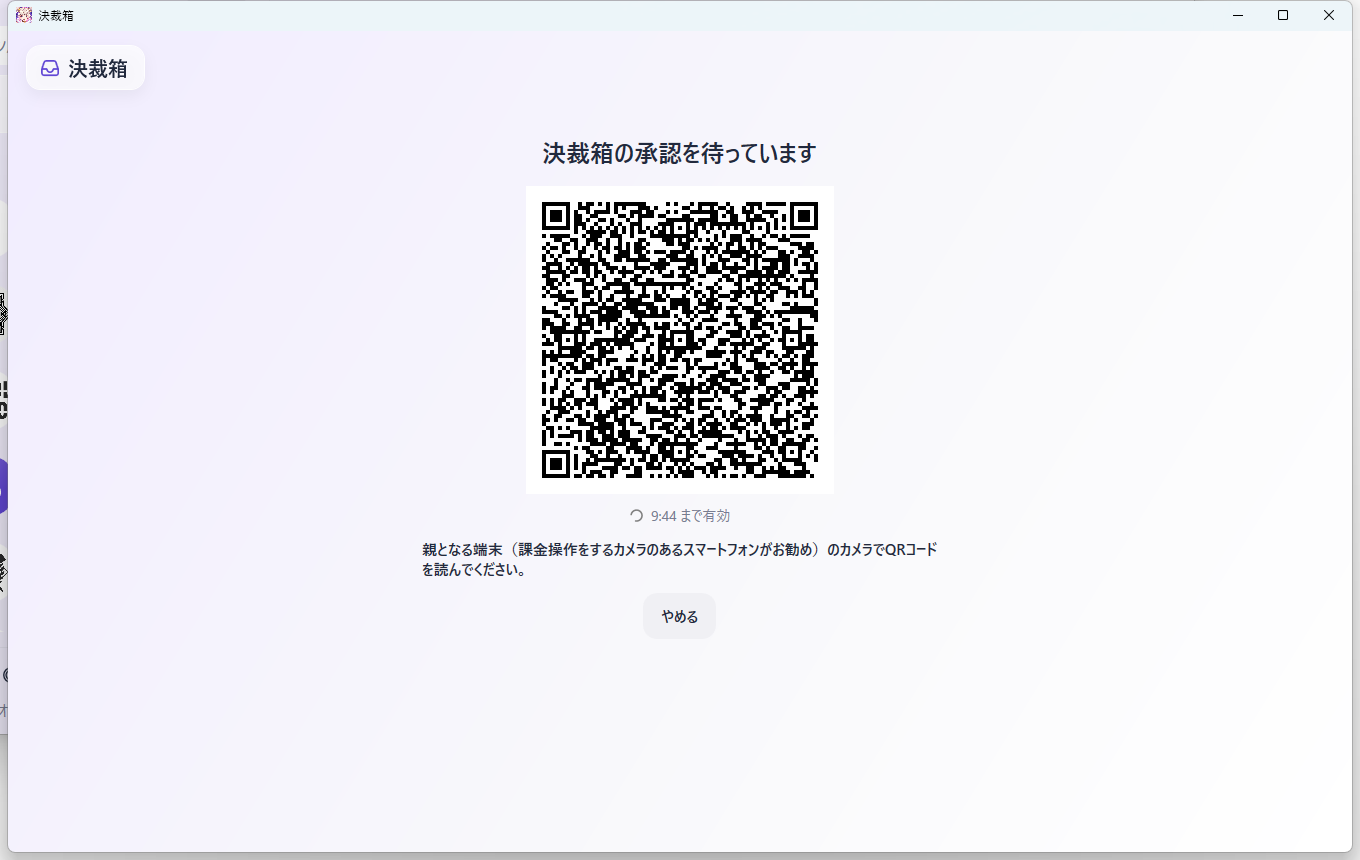 決裁箱
決裁箱
決裁箱の承認を待っています
9:44 まで有効
親となる端末（課金操作をするカメラのあるスマートフォンがお勧め）のカメラでQRコード
を読んでください。
やめる